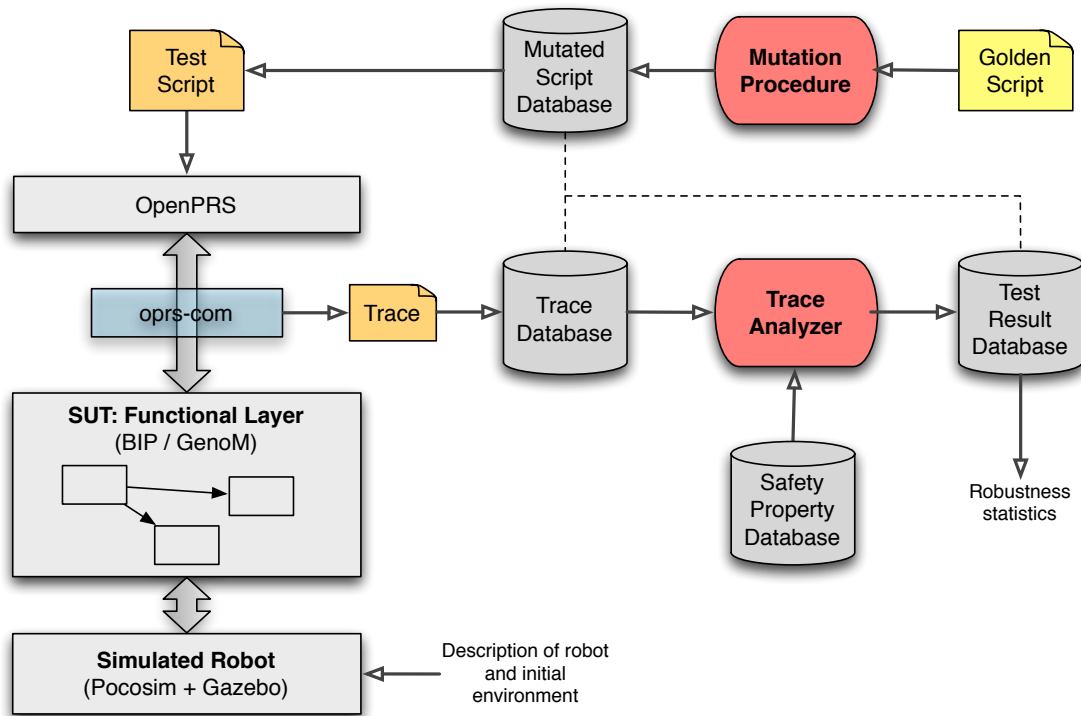 Test
Script
Mutated
Script
Database
Mutation
Procedure
Golden
Script
OpenPRS
oprs-com
Trace
Trace
Database
Trace
Analyzer
Test
Result
Database
SUT: Functional Layer
(BIP / GenoM)
Safety
Property
Database
Robustness
statistics
Simulated Robot
(Pocosim + Gazebo)
Description of robot
and initial
environment